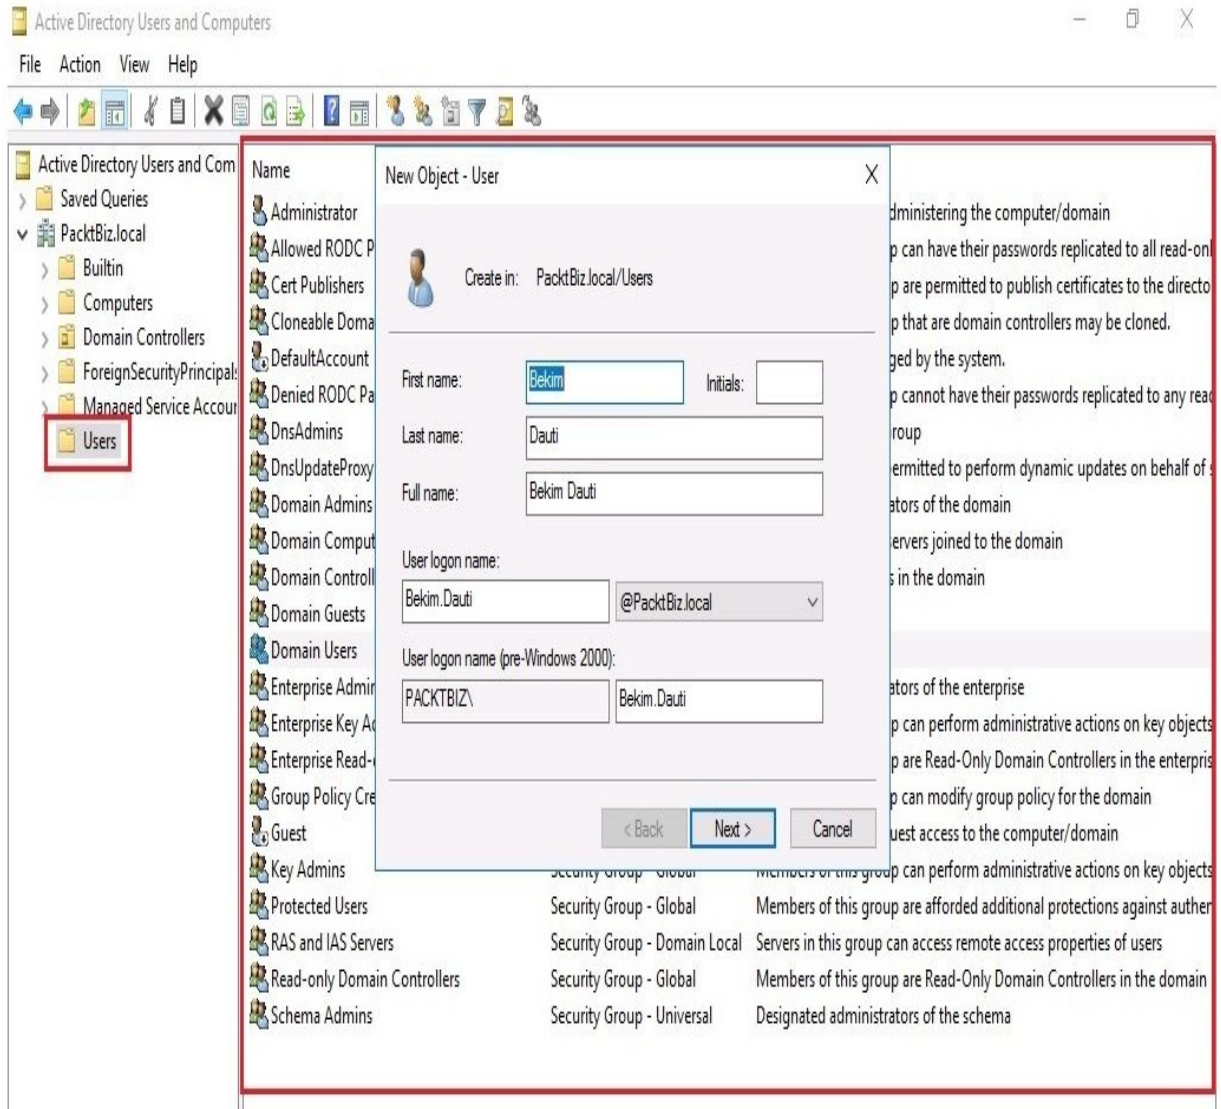 Active Directory Users and Computers
File Action View Help
Active Directory Users and Com
Saved Queries
PacktBiz.local
Builtin
Computers
Domain Controllers
ForeignSecurityPrincipals
Managed Service Accour
Users
Name
Administrator dministering the computer/domain
Allowed RODC P p can have their passwords replicated to all read-onl
Cert Publishers p are permitted to publish certificates to the directo
Cloneable Doma p that are domain controllers may be cloned.
DefaultAccount ged by the system.
Denied RODC Pa p cannot have their passwords replicated to any read
DnsAdmins roup
DnsUpdateProxy ermitted to perform dynamic updates on behalf of s
Domain Admins ators of the domain
Domain Comput ervers joined to the domain
Domain Controll s in the domain
Domain Guests
Domain Users
Enterprise Admir ators of the enterprise
Enterprise Key Ad p can perform administrative actions on key objects
Enterprise Read- p are Read-Only Domain Controllers in the enterpris
Group Policy Cre p can modify group policy for the domain
Guest uest access to the computer/domain
Key Admins Security Group - Global Members of this group can perform administrative actions on key objects
Protected Users Security Group - Global Members of this group are afforded additional protections against auther
RAS and IAS Servers Security Group - Domain Local Servers in this group can access remote access properties of users
Read-only Domain Controllers Security Group - Global Members of this group are Read-Only Domain Controllers in the domain
Schema Admins Security Group - Universal Designated administrators of the schema
New Object - User
Create in: PacktBiz.local/Users
First name: Bekim Initials:
Last name: Dauti
Full name: Bekim Dauti
User logon name:
Bekim.Dauti @PacktBiz.local
User logon name (pre-Windows 2000):
PACKTBIZ\ Bekim.Dauti
< Back Next > Cancel